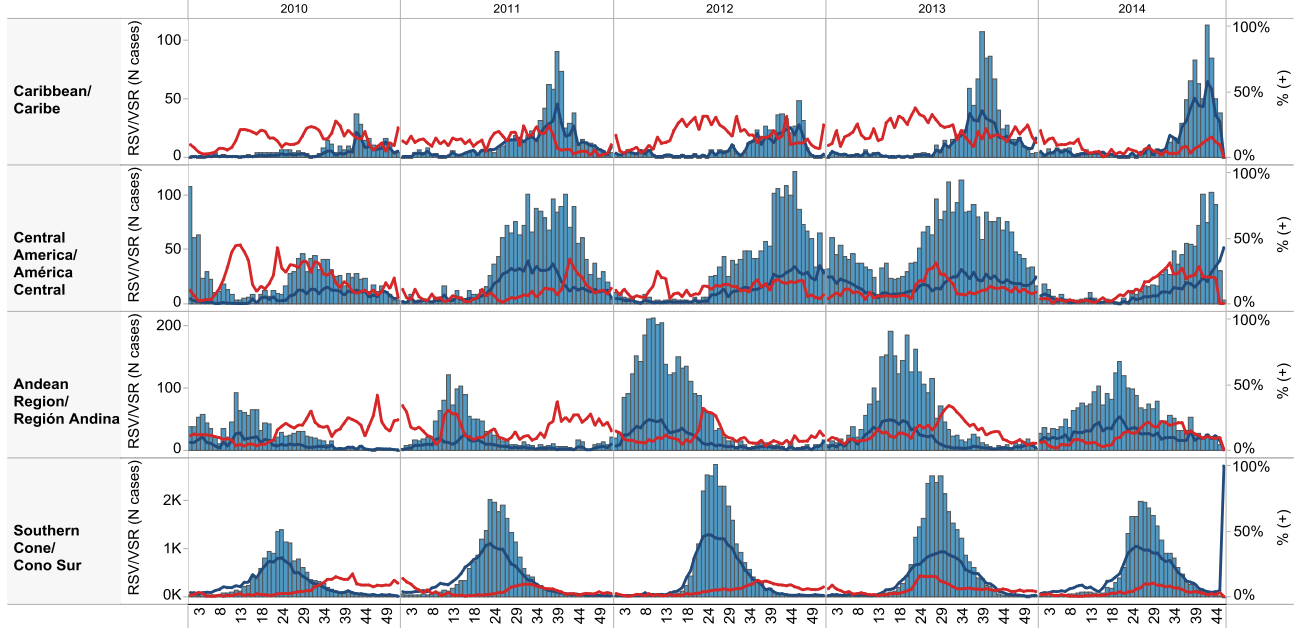 2010 2011 2012 2013 2014
Caribbean/
Caribe
RSV/VSR (N cases)
100
50
0
100%
50%
0%
% (+)
Central
America/
América
Central
RSV/VSR (N cases)
100
50
0
100%
50%
0%
% (+)
Andean
Region/
Región Andina
RSV/VSR (N cases)
200
100
0
100%
50%
0%
% (+)
Southern
Cone/
Cono Sur
RSV/VSR (N cases)
2K
1K
0K
100%
50%
0%
% (+)
3 8 13 18 24 29 34 39 44 49 3 8 13 18 24 29 34 39 44 49 3 8 13 18 24 29 34 39 44 49 3 8 13 18 24 29 34 39 44 49 3 8 13 18 24 29 34 39 44